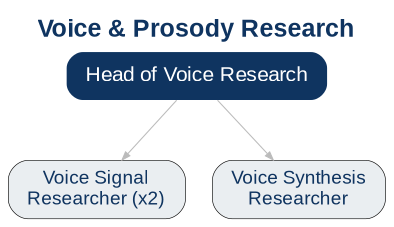 Voice & Prosody Research
Head of Voice Research
Voice Signal
Researcher (x2)
Voice Synthesis
Researcher